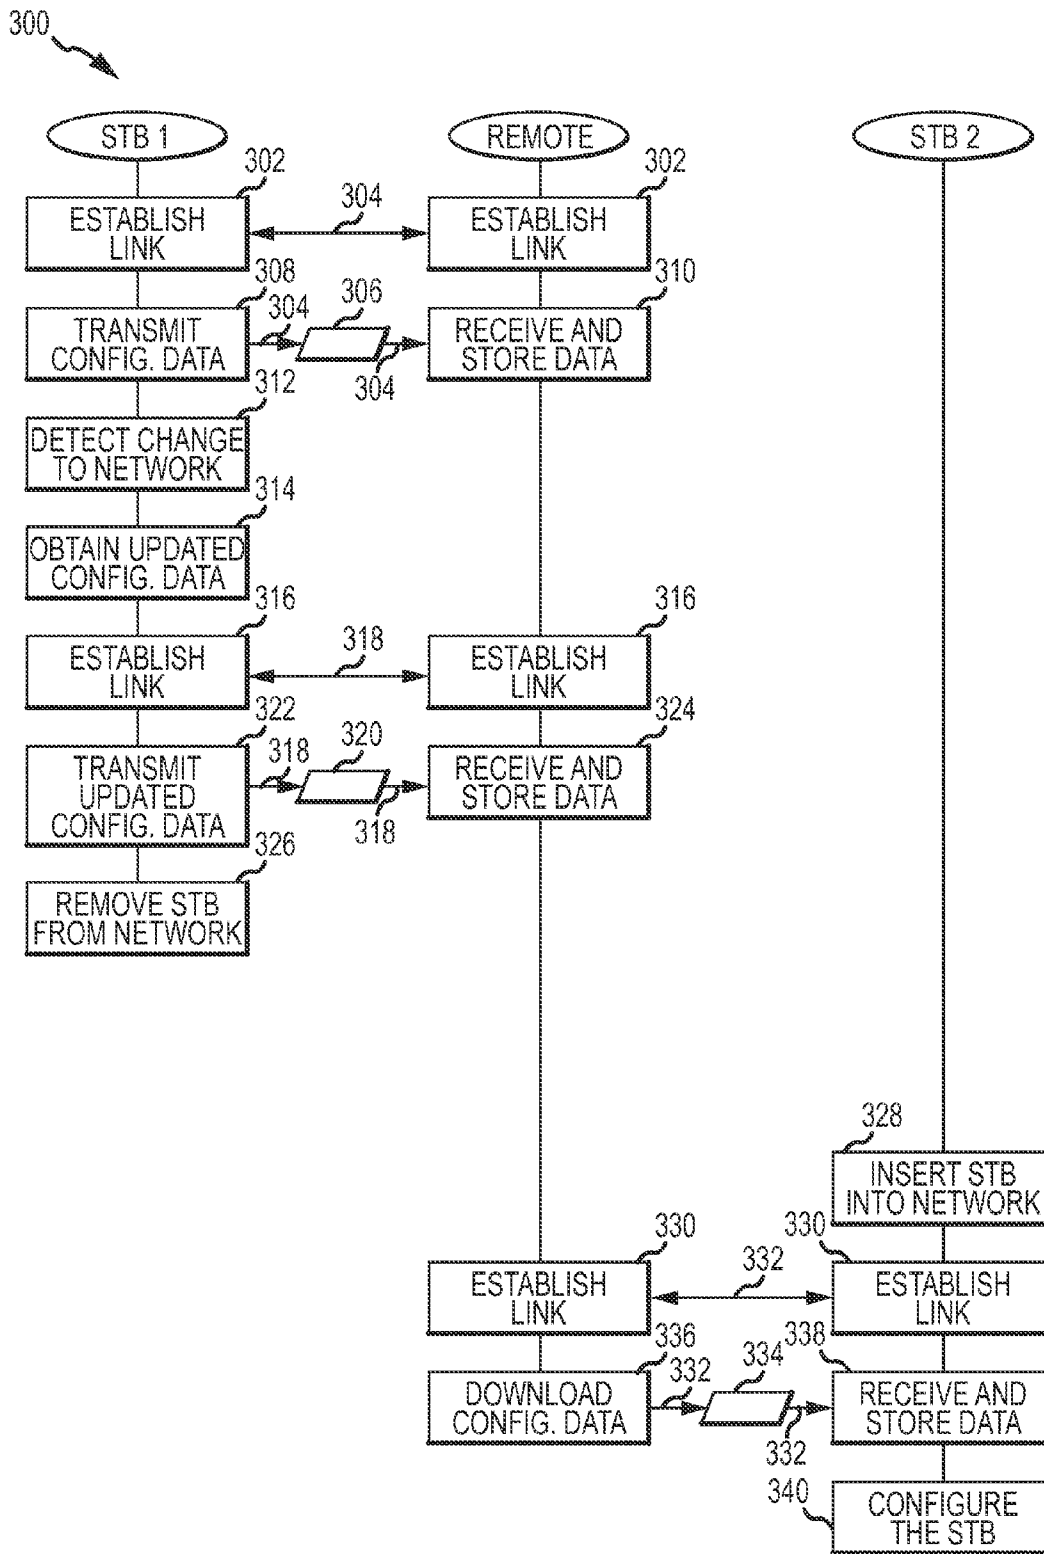 300
STB 1
REMOTE
STB 2
302
302
ESTABLISH
LINK
304
ESTABLISH
LINK
308
310
TRANSMIT
CONFIG. DATA
304
306
304
RECEIVE AND
STORE DATA
312
DETECT CHANGE
TO NETWORK
314
OBTAIN UPDATED
CONFIG. DATA
316
316
ESTABLISH
LINK
318
ESTABLISH
LINK
322
324
TRANSMIT
UPDATED
CONFIG. DATA
318
320
318
RECEIVE AND
STORE DATA
326
REMOVE STB
FROM NETWORK
328
INSERT STB
INTO NETWORK
330
330
ESTABLISH
LINK
332
ESTABLISH
LINK
336
338
DOWNLOAD
CONFIG. DATA
332
334
332
RECEIVE AND
STORE DATA
340
CONFIGURE
THE STB